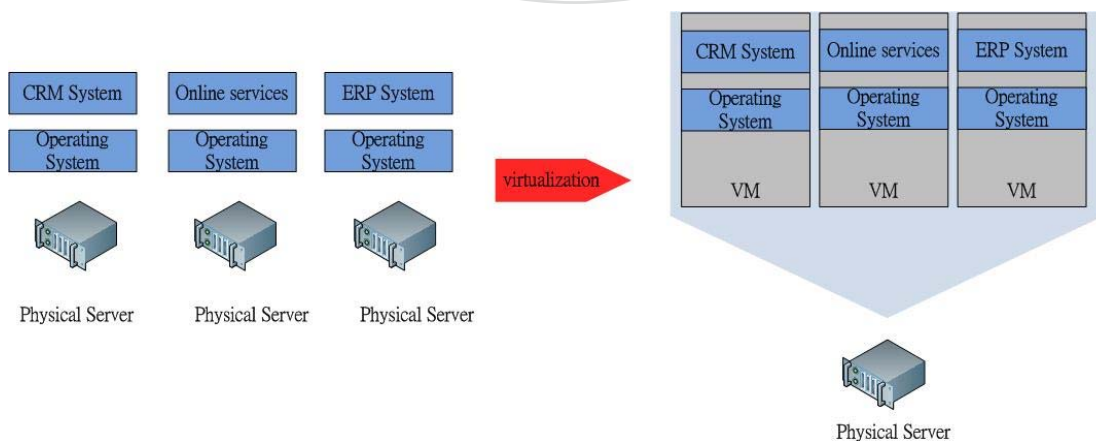 CRM System
Online services
ERP System
Operating
System
Operating
System
Operating
System
Physical Server
Physical Server
Physical Server
virtualization
CRM System
Online services
ERP System
Operating
System
Operating
System
Operating
System
VM
VM
VM
Physical Server